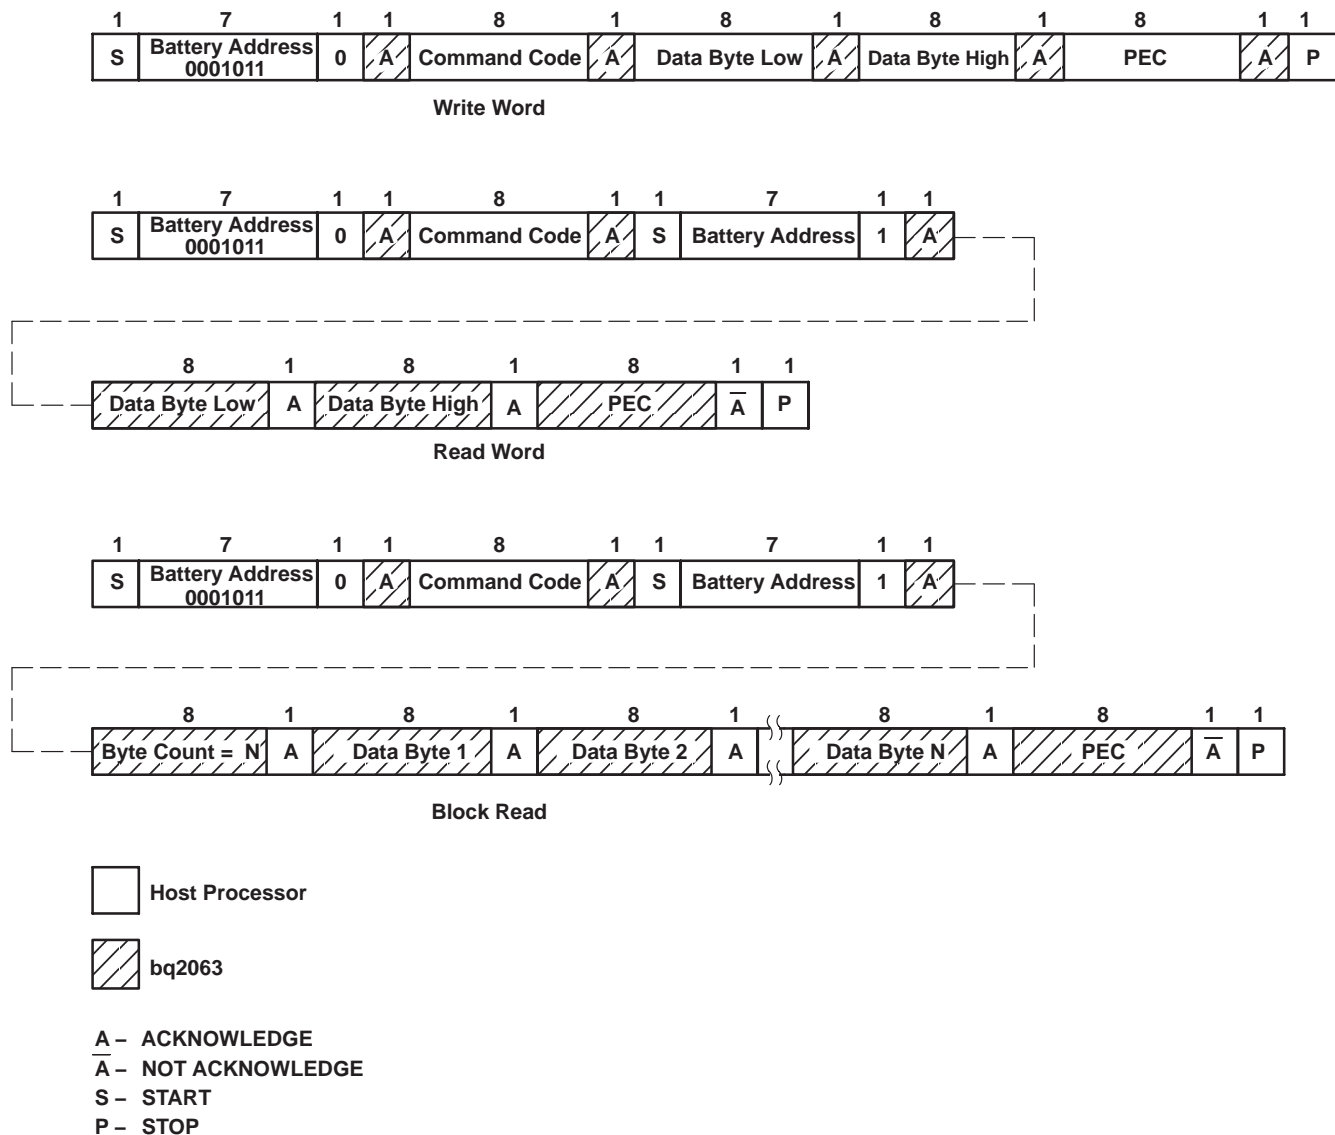 1 7 1 1 8 1 8 1 8 1 8 1 1
S Battery Address 0 A Command Code A Data Byte Low A Data Byte High A PEC A P
0001011
Write Word
1 7 1 1 8 1 1 7 1 1
S Battery Address 0 A Command Code A S Battery Address 1 A
0001011
8 1 8 1 8 1 1
Data Byte Low A Data Byte High A PEC A̅ P
Read Word
1 7 1 1 8 1 1 7 1 1
S Battery Address 0 A Command Code A S Battery Address 1 A
0001011
8 1 8 1 8 1 8 1 8 1 1
Byte Count = N A Data Byte 1 A Data Byte 2 A Data Byte N A PEC A̅ P
Block Read
Host Processor
bq2063
A – ACKNOWLEDGE
A̅ – NOT ACKNOWLEDGE
S – START
P – STOP